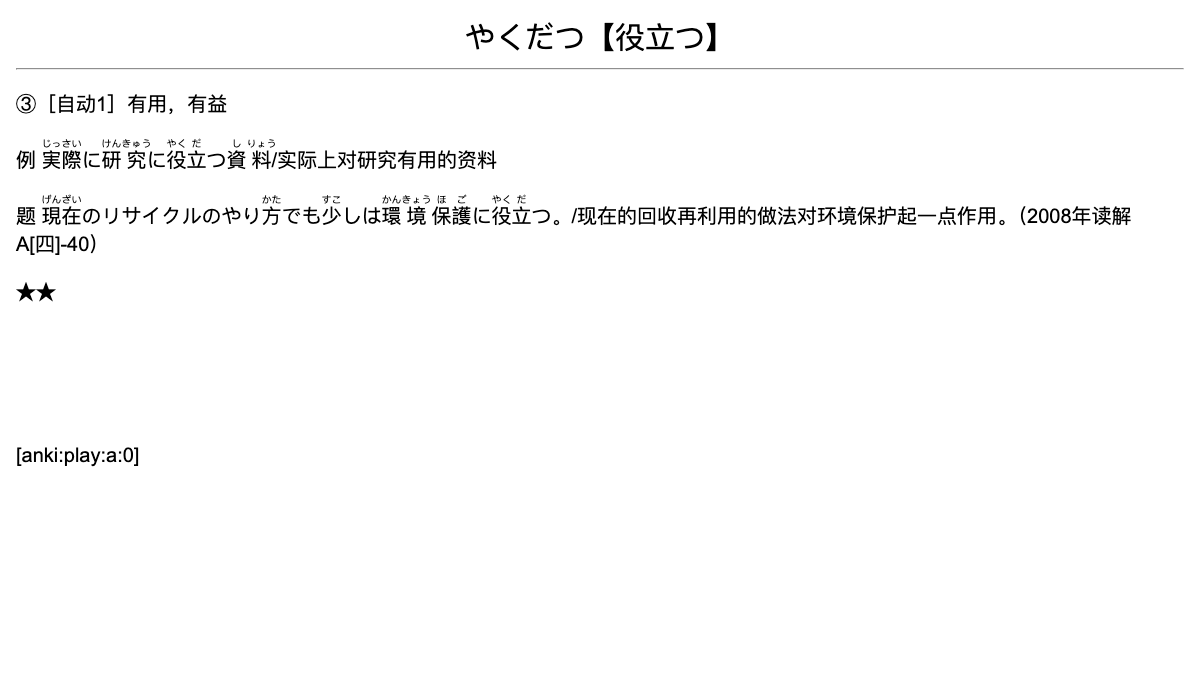 やくだつ【役立つ】
③［自动1］有用，有益
じっさい けんきゅう やく だ し りょう
例 実際に研究に役立つ資料/实际上对研究有用的资料
げんざい かた すこ かんきょう ほ ご やく だ
题 現在のリサイクルのやり方でも少しは環境保護に役立つ。/现在的回收再利用的做法对环境保护起一点作用。（2008年读解
A[四]-40）
★★
[anki:play:a:0]